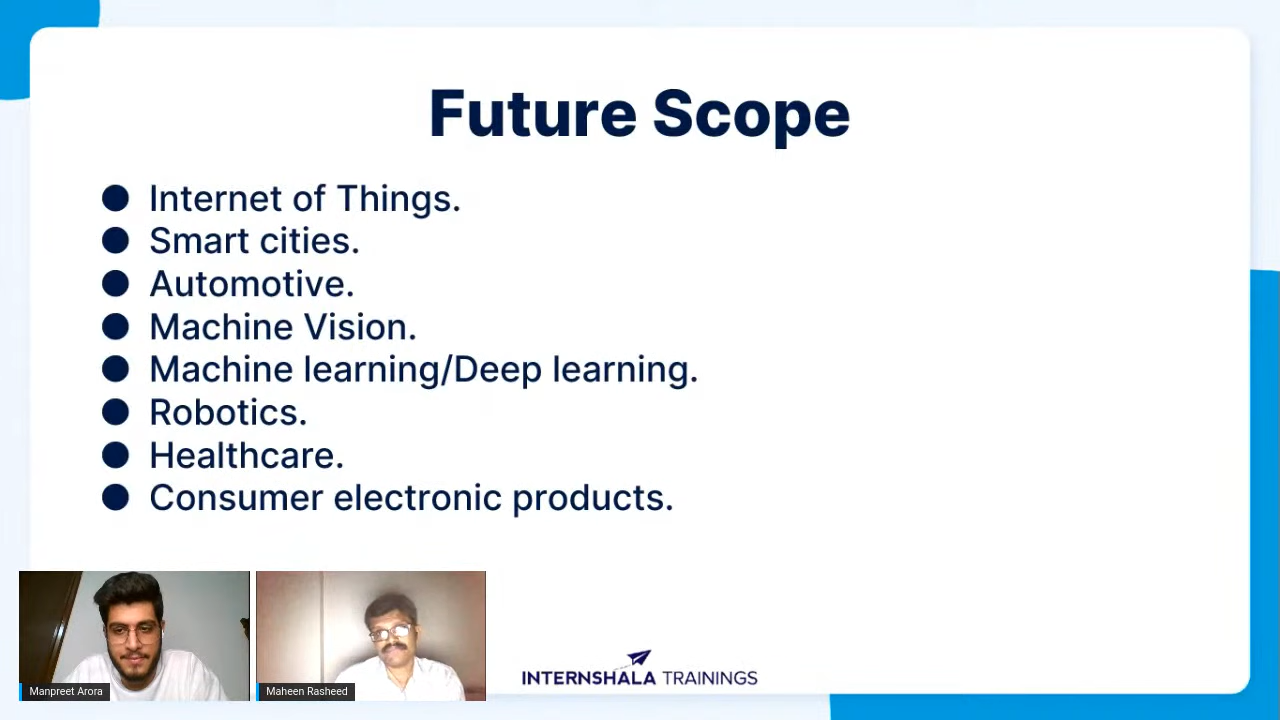 Future Scope
● Internet of Things.
● Smart cities.
● Automotive.
● Machine Vision.
● Machine learning/Deep learning.
● Robotics.
● Healthcare.
● Consumer electronic products.
Manpreet Arora
Maheen Rasheed
INTERNSHALA TRAININGS